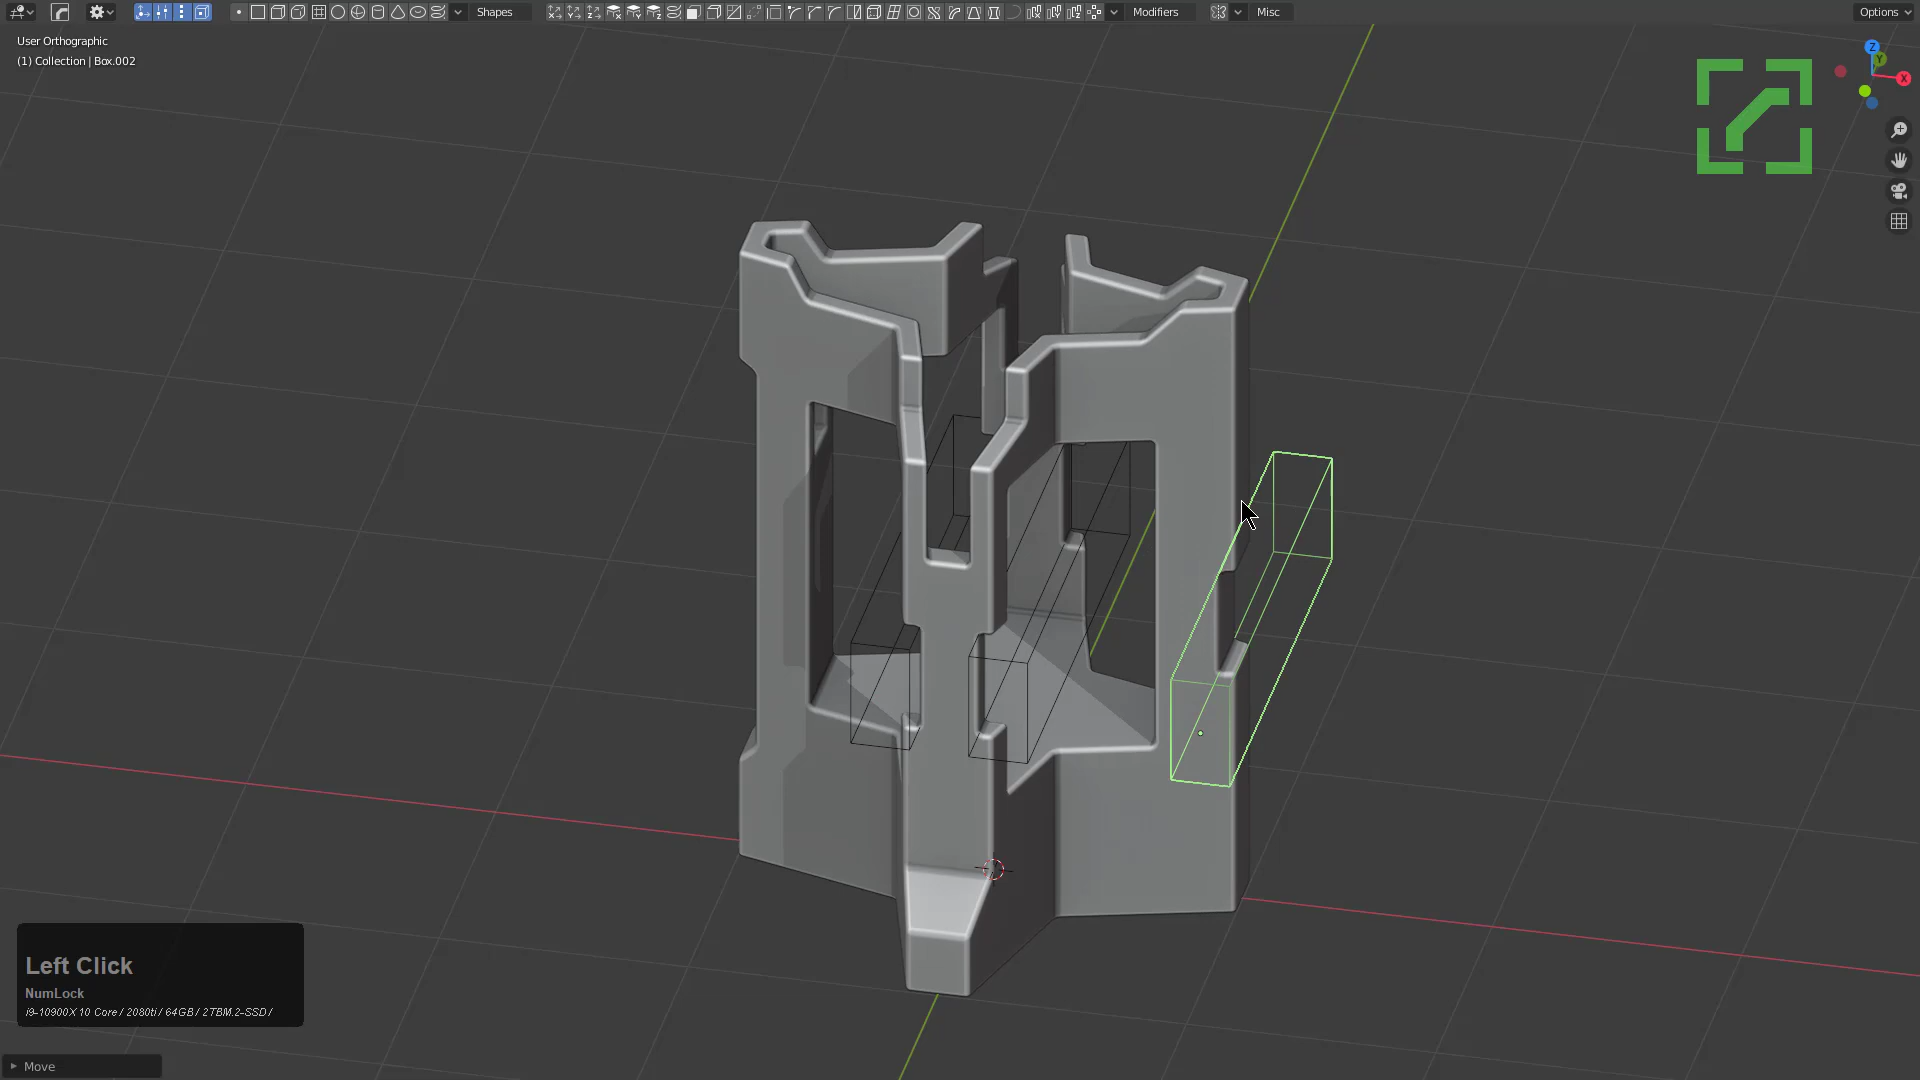 Shapes
Modifiers
Misc
Options
User Orthographic
(1) Collection | Box.002
Z
Y
X
Left Click
NumLock
i9-10900X 10 Core / 2080ti / 64GB / 2TBM.2-SSD /
Move